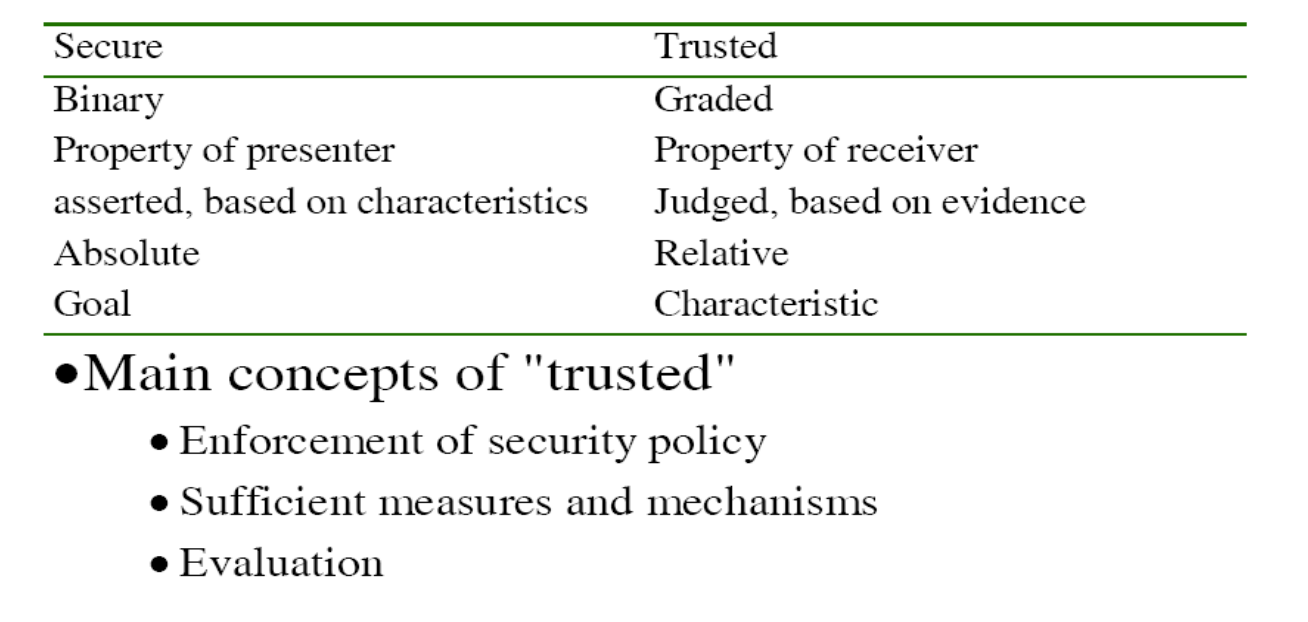 Secure Trusted
Binary Graded
Property of presenter Property of receiver
asserted, based on characteristics Judged, based on evidence
Absolute Relative
Goal Characteristic
•Main concepts of "trusted"
• Enforcement of security policy
• Sufficient measures and mechanisms
• Evaluation